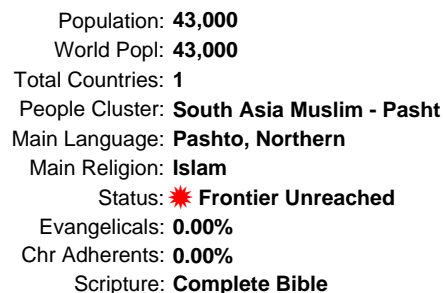 Population: 43,000
World Popl: 43,000
Total Countries: 1
People Cluster: South Asia Muslim - Pasht
Main Language: Pashto, Northern
Main Religion: Islam
Status: Frontier Unreached
Evangelicals: 0.00%
Chr Adherents: 0.00%
Scripture: Complete Bible